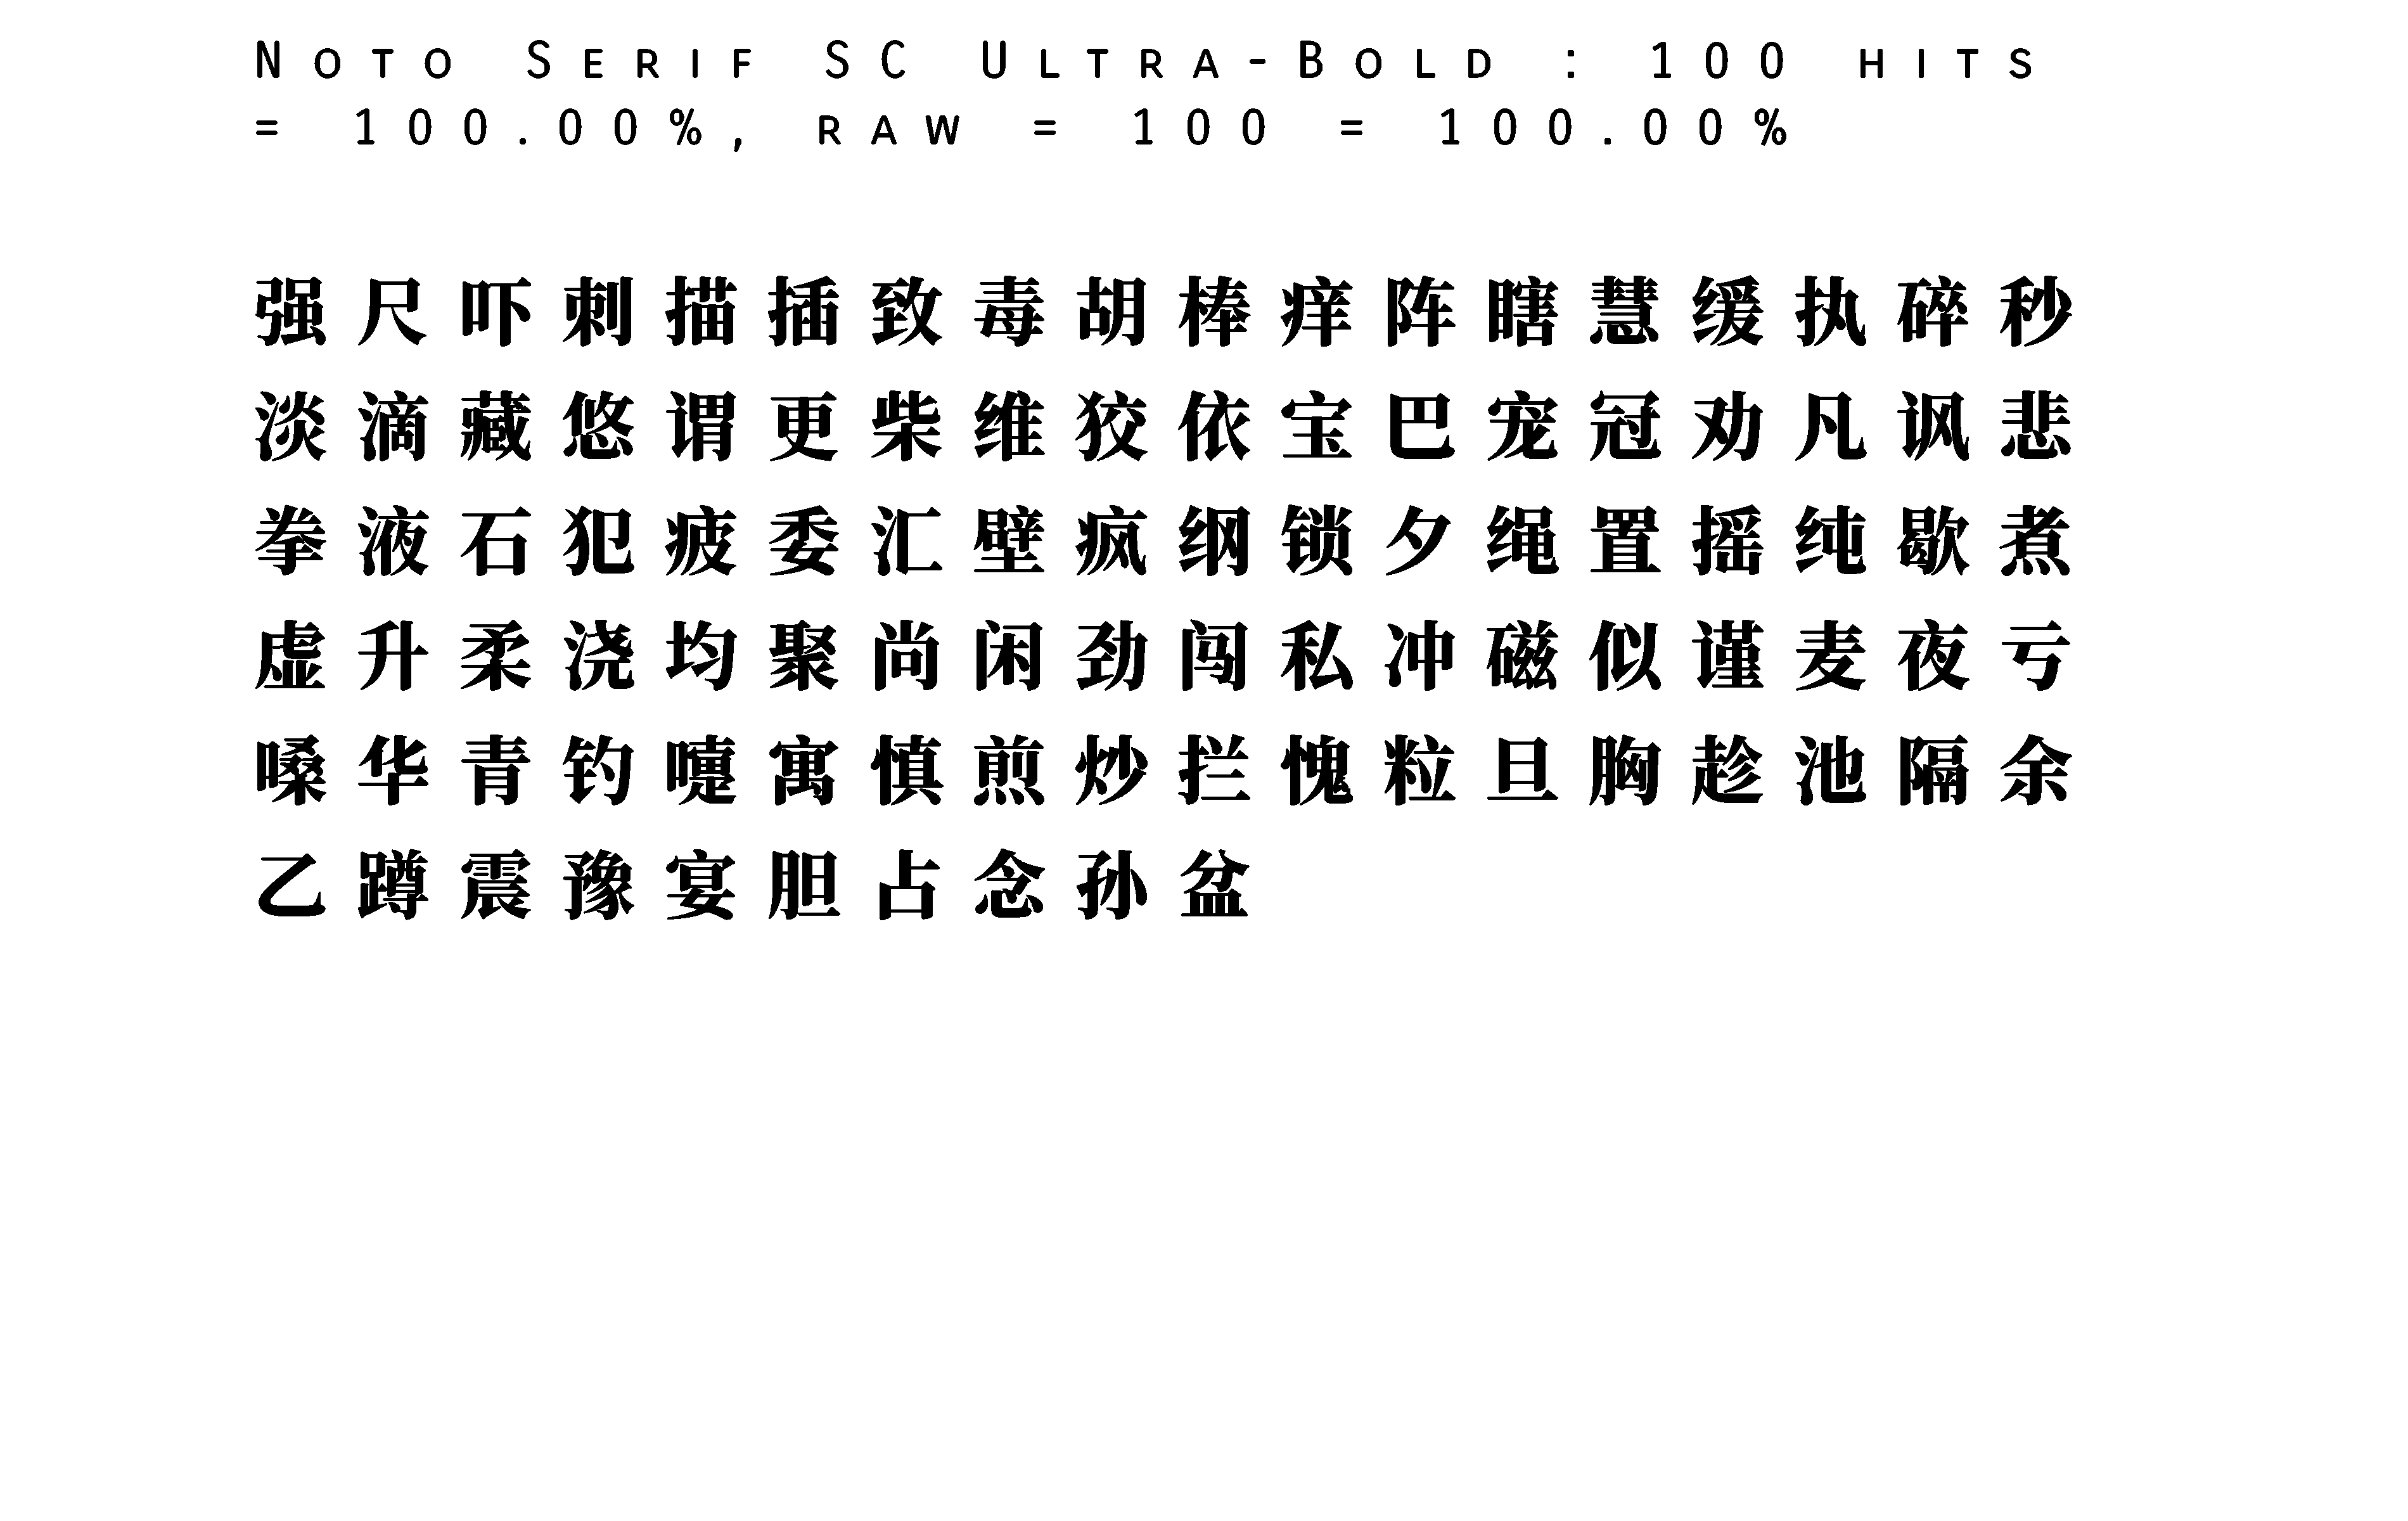 Noto Serif SC Ultra-Bold : 100 hits
= 100.00%, raw = 100 = 100.00%
强尺吓刺描插致毒胡棒痒阵瞎慧缓执碎秒
淡滴藏悠谓更柴维狡依宝巴宠冠劝凡讽悲
拳液石犯疲委汇壁疯纲锁夕绳置摇纯歇煮
虚升柔浇均聚尚闲劲闯私冲磁似谨麦夜亏
嗓华青钓嚏寓慎煎炒拦愧粒旦胸趁池隔余
乙蹲震豫宴胆占念孙盆